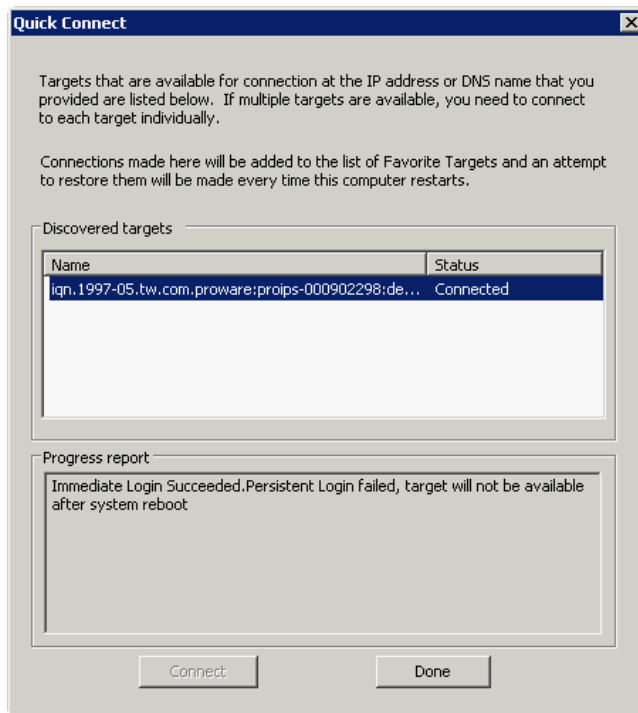 Quick Connect
Targets that are available for connection at the IP address or DNS name that you
provided are listed below.  If multiple targets are available, you need to connect
to each target individually.
Connections made here will be added to the list of Favorite Targets and an attempt
to restore them will be made every time this computer restarts.
Discovered targets
Name Status
iqn.1997-05.tw.com.proware:proips-000902298:de... Connected
Progress report
Immediate Login Succeeded.Persistent Login failed, target will not be available
after system reboot
Connect Done